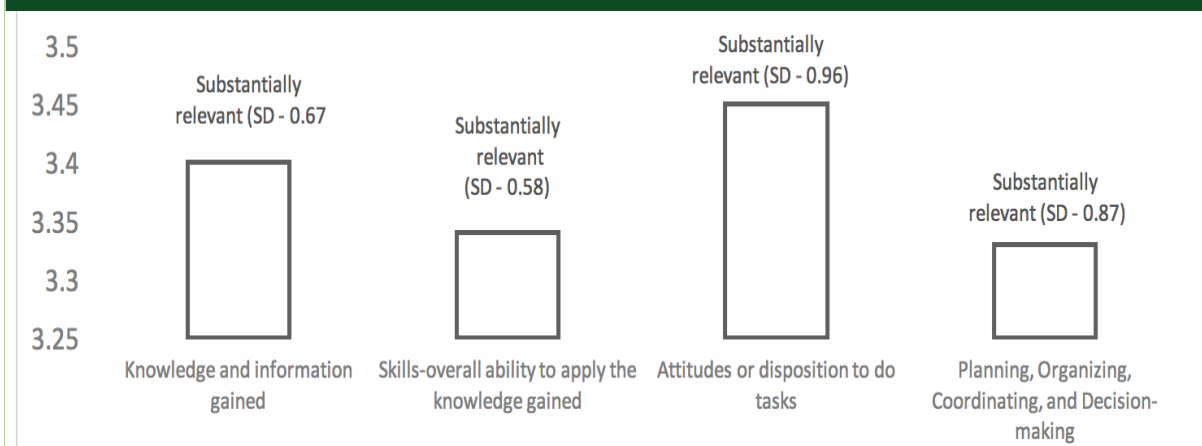 3.5
3.45
3.4
3.35
3.3
3.25
Substantially
relevant (SD - 0.67
Substantially
relevant
(SD - 0.58)
Substantially
relevant (SD - 0.96)
Substantially
relevant (SD - 0.87)
Knowledge and information
gained
Skills-overall ability to apply the
knowledge gained
Attitudes or disposition to do
tasks
Planning, Organizing,
Coordinating, and Decision-
making